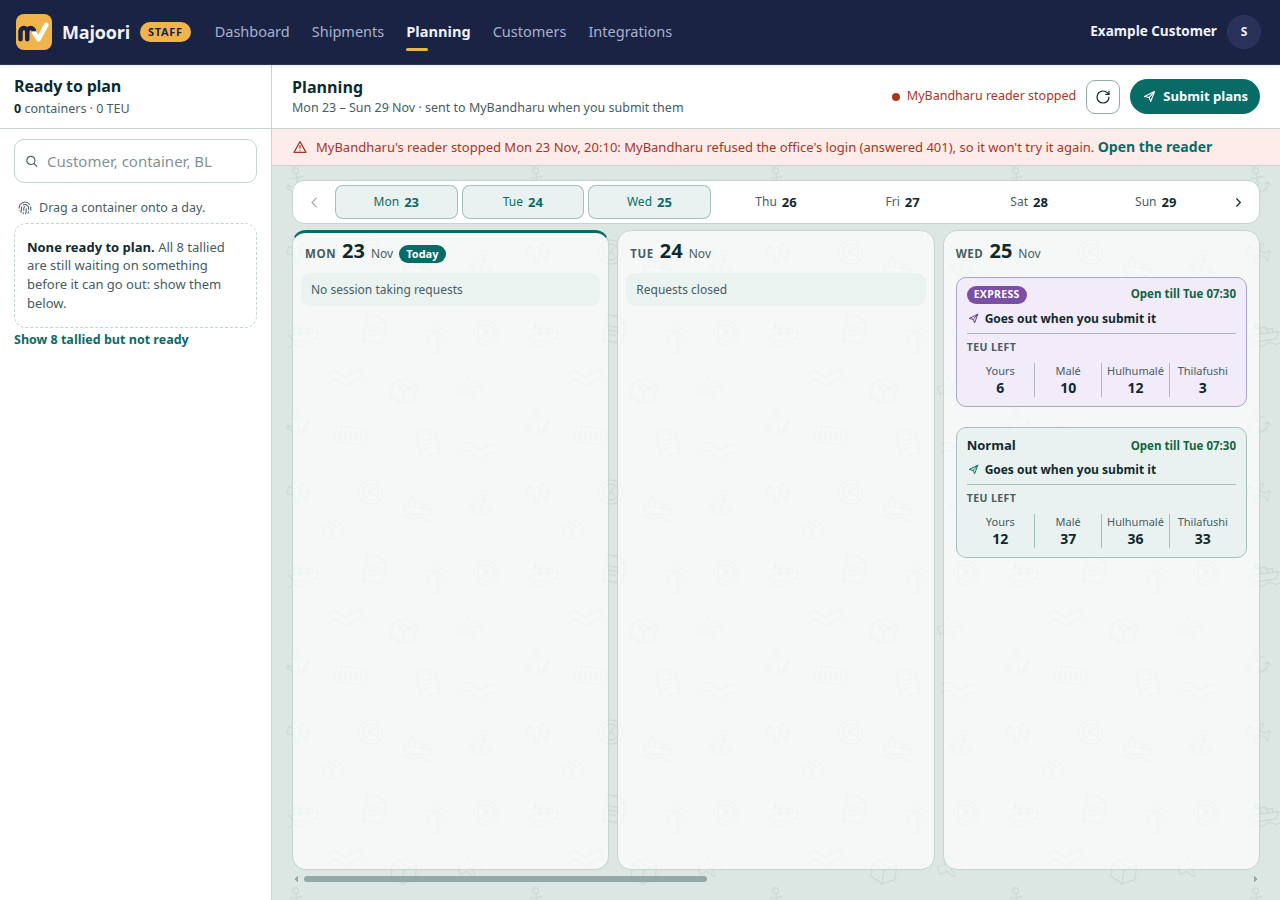 Majoori
STAFF
Dashboard
Shipments
Planning
Customers
Integrations
Example Customer
S
Ready to plan
0 containers · 0 TEU
Customer, container, BL
Drag a container onto a day.
None ready to plan. All 8 tallied
are still waiting on something
before it can go out: show them
below.
Show 8 tallied but not ready
Planning
Mon 23 – Sun 29 Nov · sent to MyBandharu when you submit them
MyBandharu reader stopped
Submit plans
MyBandharu's reader stopped Mon 23 Nov, 20:10: MyBandharu refused the office's login (answered 401), so it won't try it again. Open the reader
Mon 23
Tue 24
Wed 25
Thu 26
Fri 27
Sat 28
Sun 29
MON 23 Nov Today
No session taking requests
TUE 24 Nov
Requests closed
WED 25 Nov
EXPRESS
Open till Tue 07:30
Goes out when you submit it
TEU LEFT
Yours Malé Hulhumalé Thilafushi
6 10 12 3
Normal
Open till Tue 07:30
Goes out when you submit it
TEU LEFT
Yours Malé Hulhumalé Thilafushi
12 37 36 33